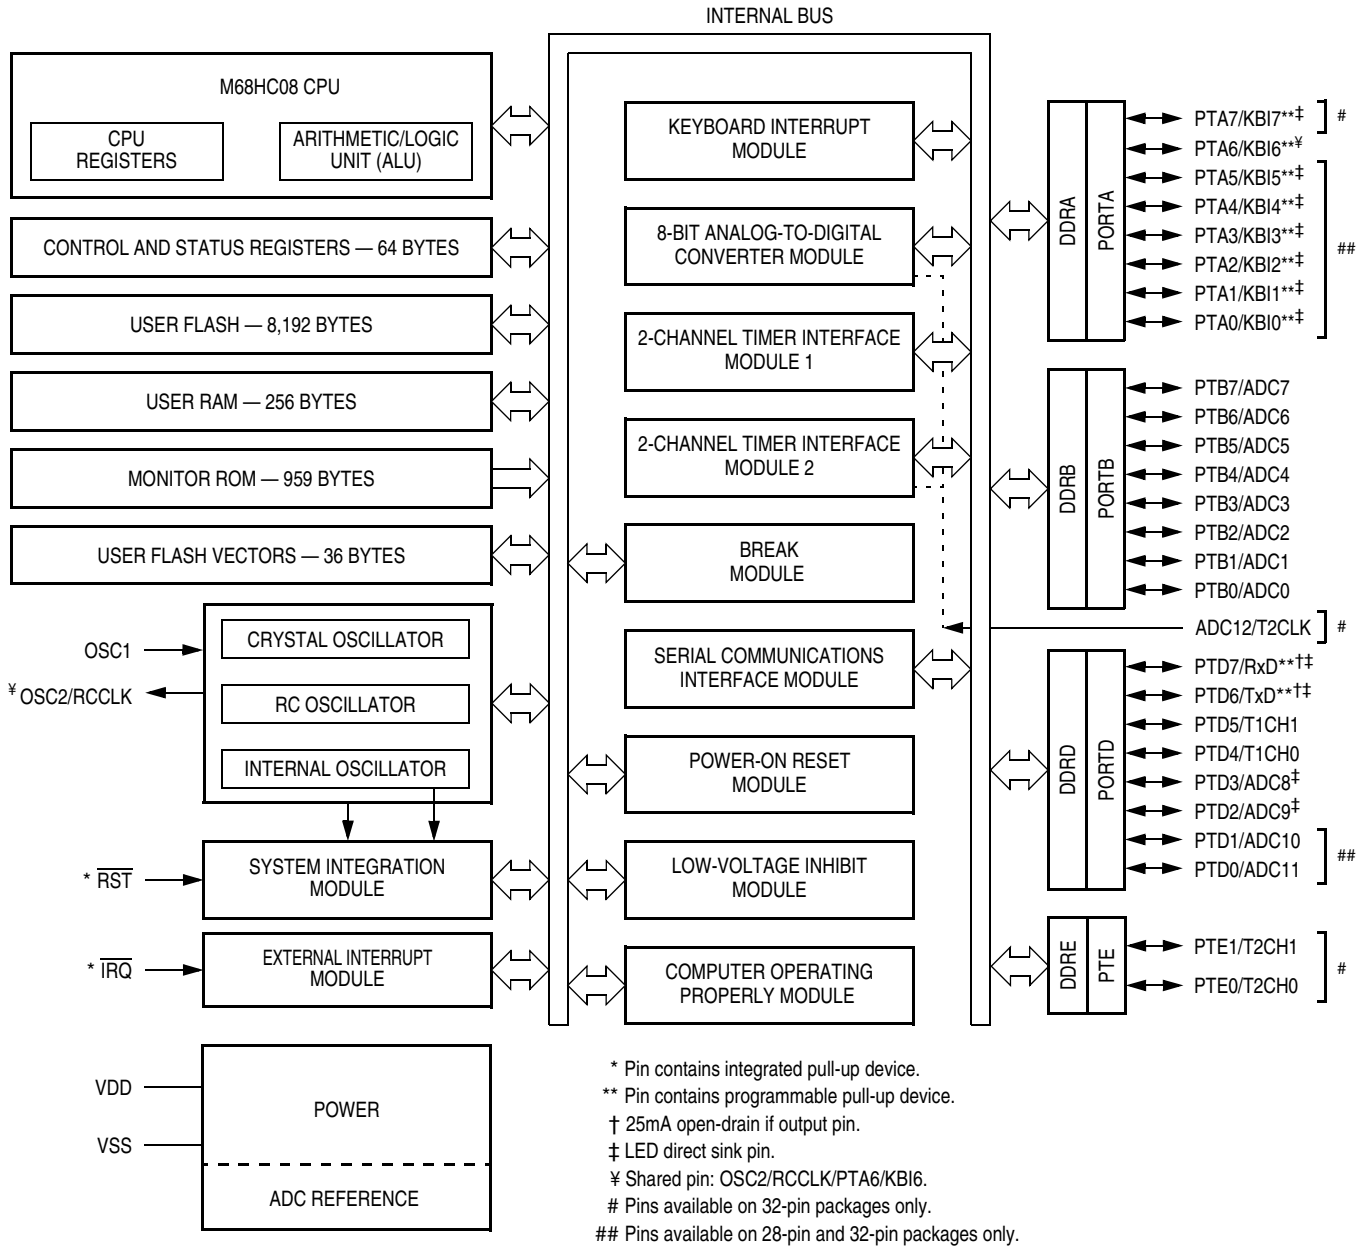 INTERNAL BUS
M68HC08 CPU
CPU
REGISTERS
ARITHMETIC/LOGIC
UNIT (ALU)
CONTROL AND STATUS REGISTERS — 64 BYTES
USER FLASH — 8,192 BYTES
USER RAM — 256 BYTES
MONITOR ROM — 959 BYTES
USER FLASH VECTORS — 36 BYTES
CRYSTAL OSCILLATOR
RC OSCILLATOR
INTERNAL OSCILLATOR
OSC1
¥ OSC2/RCCLK
SYSTEM INTEGRATION
MODULE
* RST
EXTERNAL INTERRUPT
MODULE
* IRQ
VDD
VSS
POWER
ADC REFERENCE
KEYBOARD INTERRUPT
MODULE
8-BIT ANALOG-TO-DIGITAL
CONVERTER MODULE
2-CHANNEL TIMER INTERFACE
MODULE 1
2-CHANNEL TIMER INTERFACE
MODULE 2
BREAK
MODULE
SERIAL COMMUNICATIONS
INTERFACE MODULE
POWER-ON RESET
MODULE
LOW-VOLTAGE INHIBIT
MODULE
COMPUTER OPERATING
PROPERLY MODULE
DDRA
PORTA
PTA7/KBI7**‡
#
PTA6/KBI6**¥
PTA5/KBI5**‡
PTA4/KBI4**‡
PTA3/KBI3**‡
PTA2/KBI2**‡
PTA1/KBI1**‡
PTA0/KBI0**‡
##
DDRB
PORTB
PTB7/ADC7
PTB6/ADC6
PTB5/ADC5
PTB4/ADC4
PTB3/ADC3
PTB2/ADC2
PTB1/ADC1
PTB0/ADC0
ADC12/T2CLK
#
DDRD
PORTD
PTD7/RxD**†‡
PTD6/TxD**†‡
PTD5/T1CH1
PTD4/T1CH0
PTD3/ADC8‡
PTD2/ADC9‡
PTD1/ADC10
PTD0/ADC11
##
DDRE
PTE
PTE1/T2CH1
PTE0/T2CH0
#
* Pin contains integrated pull-up device.
** Pin contains programmable pull-up device.
† 25mA open-drain if output pin.
‡ LED direct sink pin.
¥ Shared pin: OSC2/RCCLK/PTA6/KBI6.
# Pins available on 32-pin packages only.
## Pins available on 28-pin and 32-pin packages only.